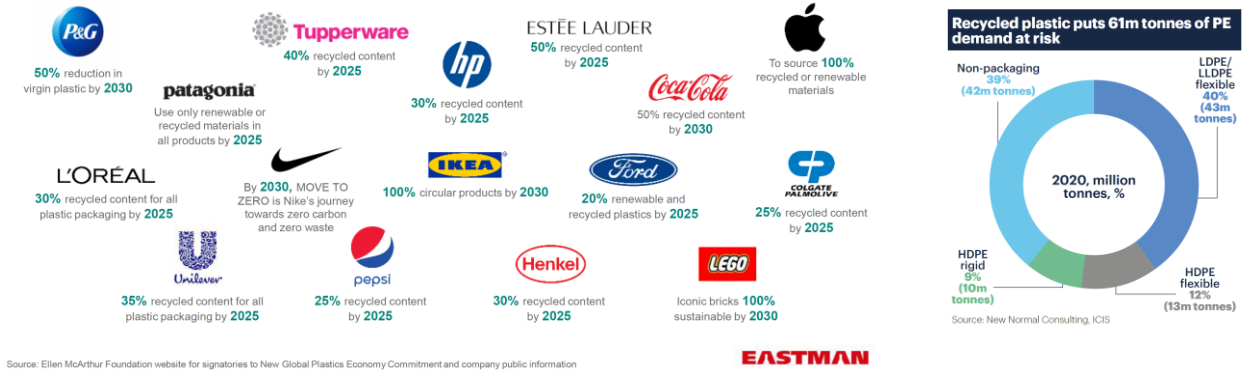 P&G
50% reduction in
virgin plastic by 2030
Tupperware
40% recycled content
by 2025
hp
30% recycled content
by 2025
ESTĒE LAUDER
50% recycled content
by 2025
To source 100%
recycled or renewable
materials
patagonia
Use only renewable or
recycled materials in
all products by 2025
Coca-Cola
50% recycled content
by 2030
L'ORÉAL
30% recycled content for all
plastic packaging by 2025
By 2030, MOVE TO
ZERO is Nike's journey
towards zero carbon
and zero waste
IKEA
100% circular products by 2030
Ford
20% renewable and
recycled plastics by 2025
CP
COLGATE
PALMOLIVE
25% recycled content
by 2025
Unilever
35% recycled content for all
plastic packaging by 2025
pepsi
25% recycled content
by 2025
Henkel
30% recycled content
by 2025
LEGO
Iconic bricks 100%
sustainable by 2030
Source: Ellen McArthur Foundation website for signatories to New Global Plastics Economy Commitment and company public information
EASTMAN
Recycled plastic puts 61m tonnes of PE
demand at risk
Non-packaging
39%
(42m tonnes)
LDPE/
LLDPE
flexible
40%
(43m
tonnes)
2020, million
tonnes, %
HDPE
rigid
9%
(10m
tonnes)
HDPE
flexible
12%
(13m tonnes)
Source: New Normal Consulting, ICIS